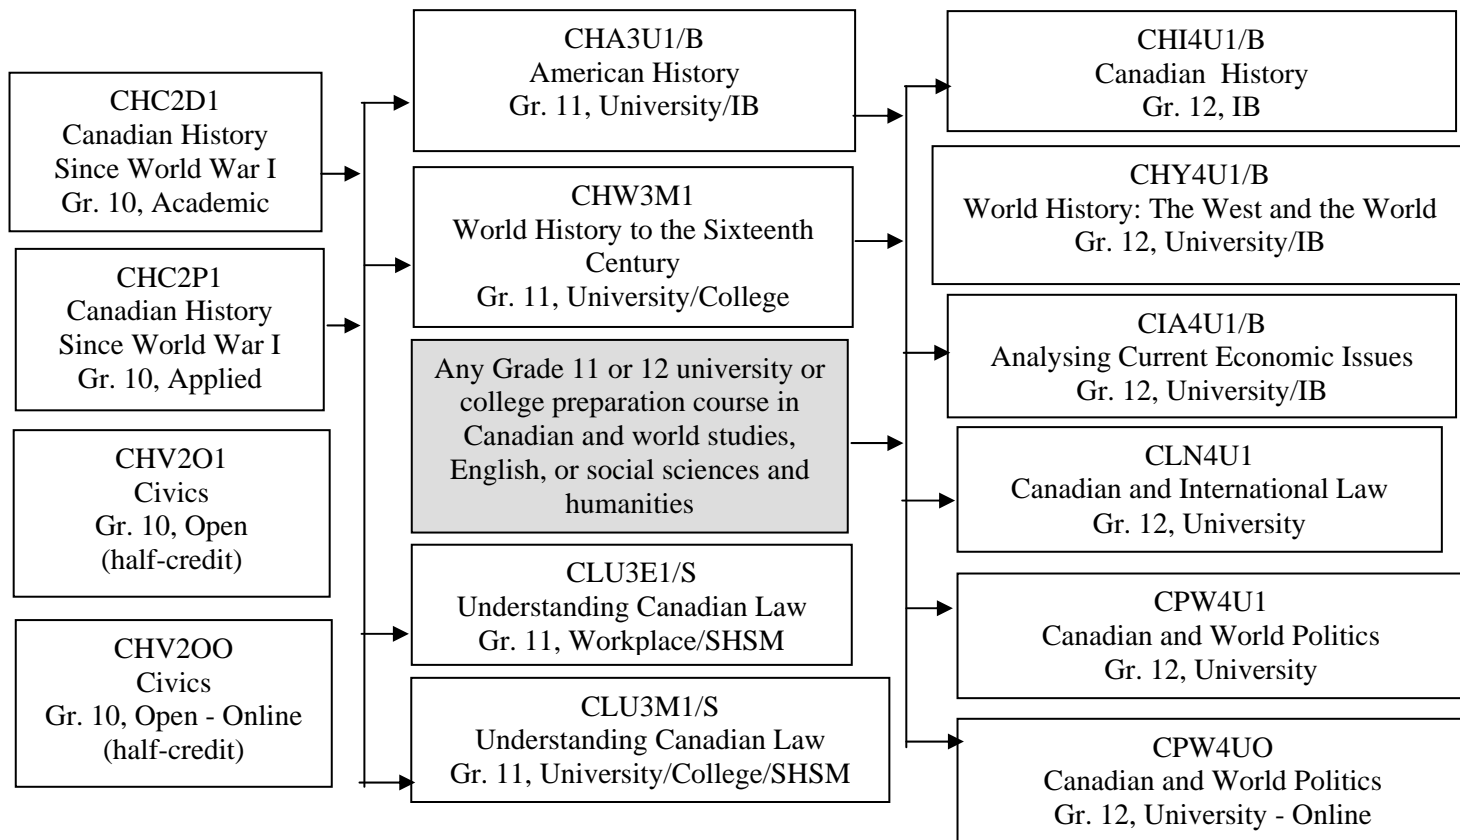 CHC2D1
Canadian History
Since World War I
Gr. 10, Academic
CHC2P1
Canadian History
Since World War I
Gr. 10, Applied
CHV2O1
Civics
Gr. 10, Open
(half-credit)
CHV2OO
Civics
Gr. 10, Open - Online
(half-credit)
CHA3U1/B
American History
Gr. 11, University/IB
CHW3M1
World History to the Sixteenth
Century
Gr. 11, University/College
Any Grade 11 or 12 university or
college preparation course in
Canadian and world studies,
English, or social sciences and
humanities
CLU3E1/S
Understanding Canadian Law
Gr. 11, Workplace/SHSM
CLU3M1/S
Understanding Canadian Law
Gr. 11, University/College/SHSM
CHI4U1/B
Canadian  History
Gr. 12, IB
CHY4U1/B
World History: The West and the World
Gr. 12, University/IB
CIA4U1/B
Analysing Current Economic Issues
Gr. 12, University/IB
CLN4U1
Canadian and International Law
Gr. 12, University
CPW4U1
Canadian and World Politics
Gr. 12, University
CPW4UO
Canadian and World Politics
Gr. 12, University - Online